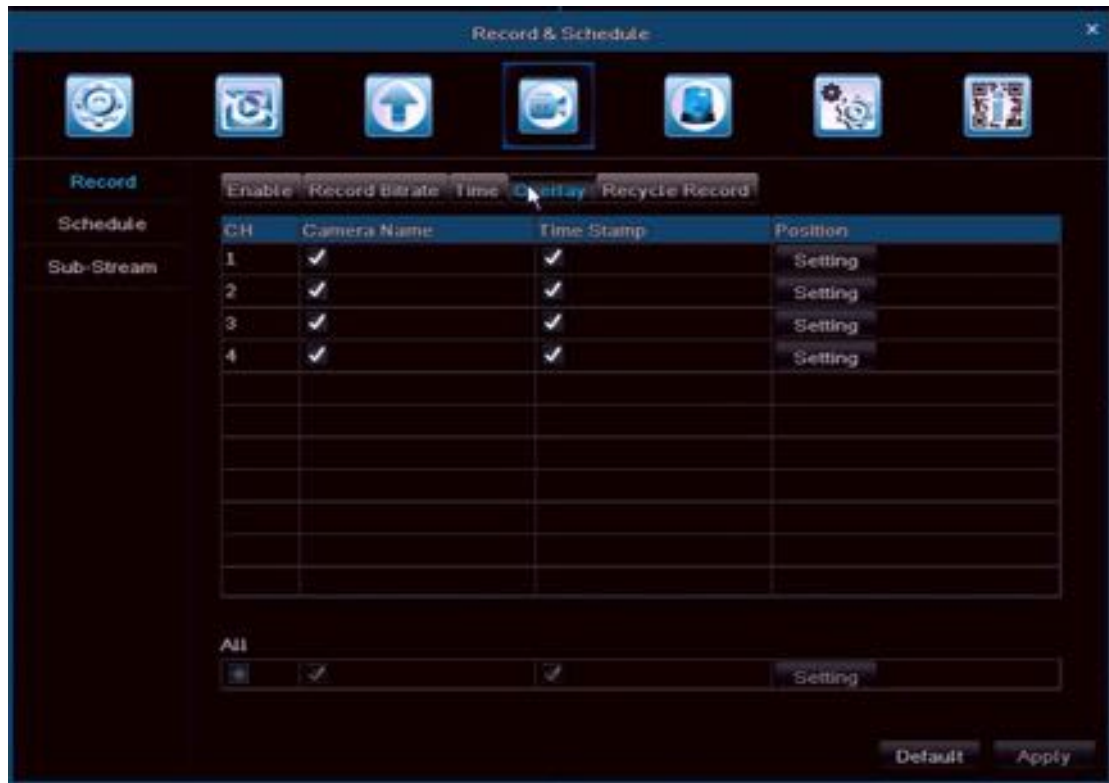 Record & Schedule
Record
Schedule
Sub-Stream
Enable Record Bitrate Time Overlay Recycle Record
CH Camera Name Time Stamp Position
1 Setting
2 Setting
3 Setting
4 Setting
All
Setting
Default Apply